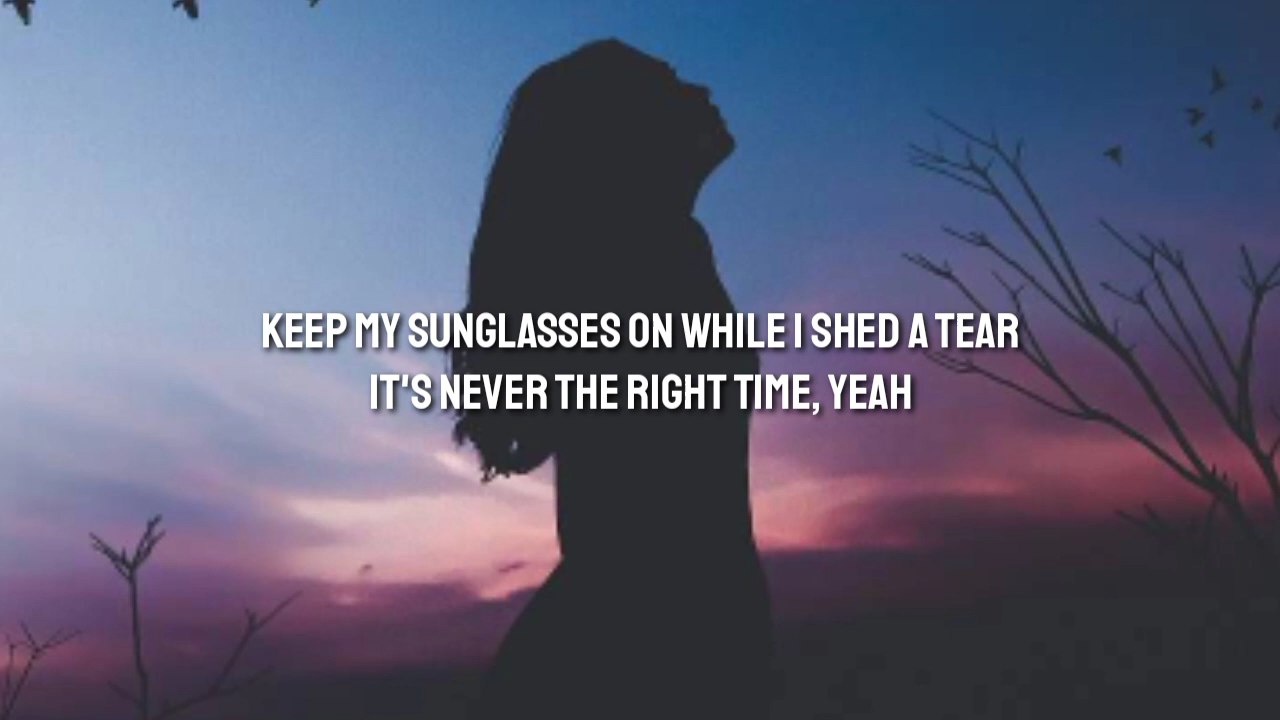 KEEP MY SUNGLASSES ON WHILE I SHED A TEAR
IT'S NEVER THE RIGHT TIME, YEAH